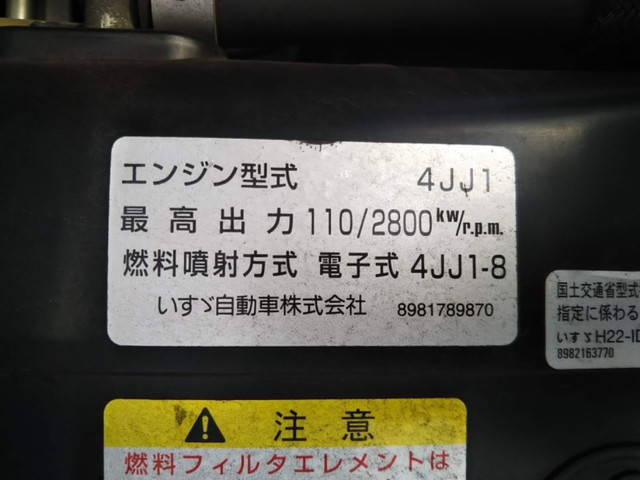 エンジン型式 4JJ1
最高出力 110/2800kw/r.p.m.
燃料噴射方式 電子式 4JJ1-8
いすゞ自動車株式会社 8981789870
国土交通省型式
指定に係わる
いすゞH22-ID
8982163770
注意
燃料フィルタエレメントは